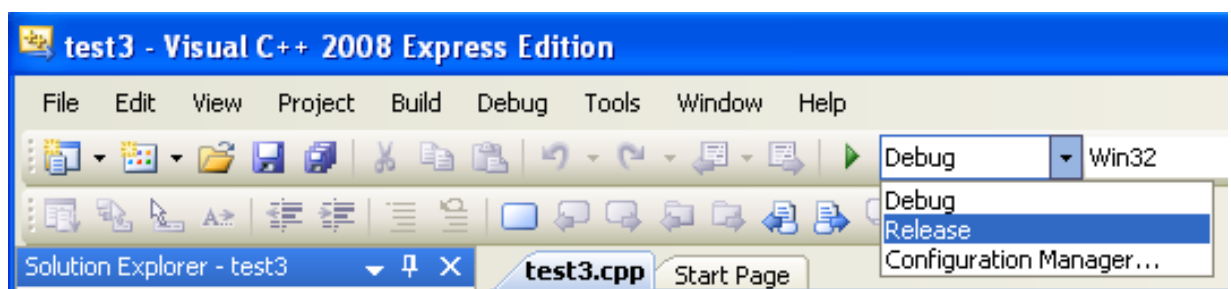 test3 - Visual C++ 2008 Express Edition
File Edit View Project Build Debug Tools Window Help
Debug Win32
Debug
Release
Configuration Manager...
Solution Explorer - test3
test3.cpp Start Page